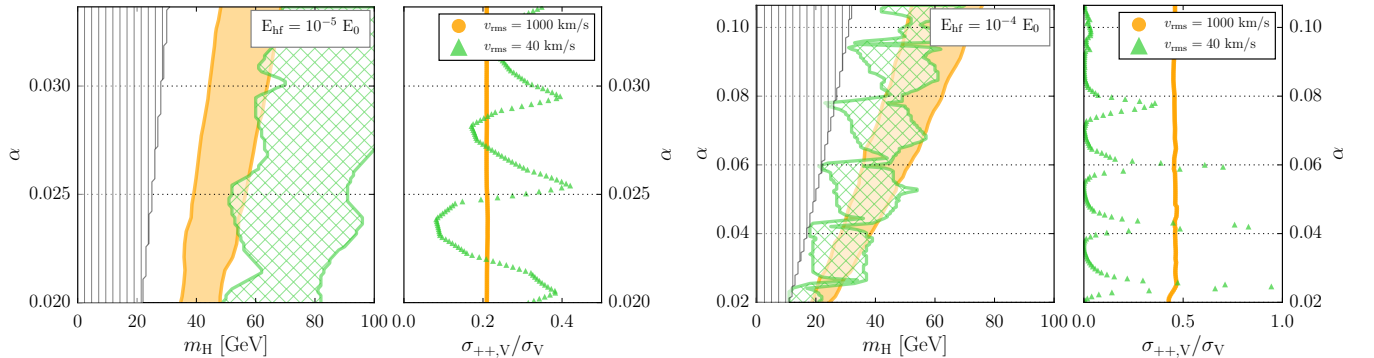 E_hf = 10^-5 E_0
v_rms = 1000 km/s
v_rms = 40 km/s
α
0.030
0.025
0.020
0 20 40 60 80 100
m_H [GeV]
0.0 0.2 0.4
σ_++,V/σ_V
0.030
0.025
0.020
α
E_hf = 10^-4 E_0
v_rms = 1000 km/s
v_rms = 40 km/s
α
0.10
0.08
0.06
0.04
0.02
0 20 40 60 80 100
m_H [GeV]
0.0 0.5 1.0
σ_++,V/σ_V
0.10
0.08
0.06
0.04
0.02
α